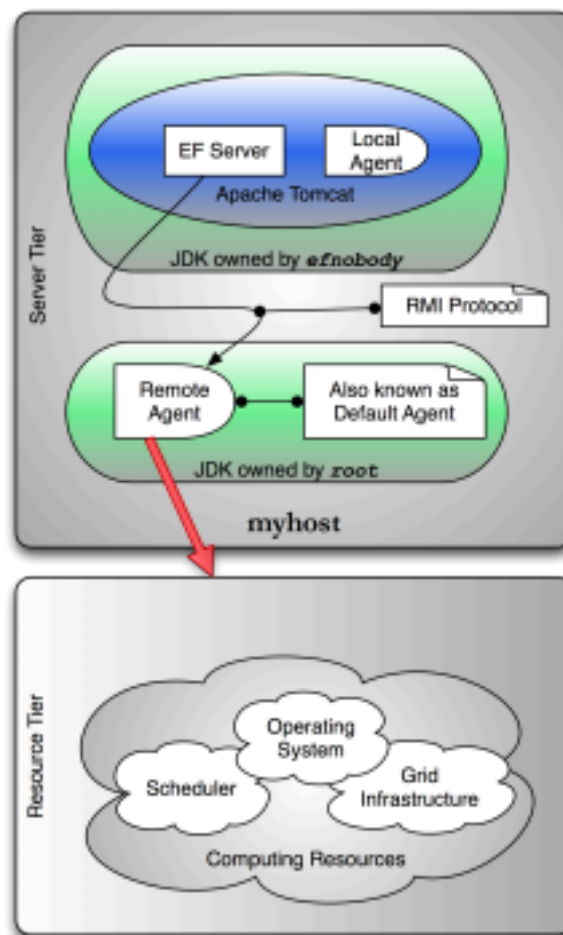 Server Tier
EF Server
Local
Agent
Apache Tomcat
JDK owned by efnobody
RMI Protocol
Remote
Agent
Also known as
Default Agent
JDK owned by root
myhost
Resource Tier
Operating
System
Scheduler
Grid
Infrastructure
Computing Resources